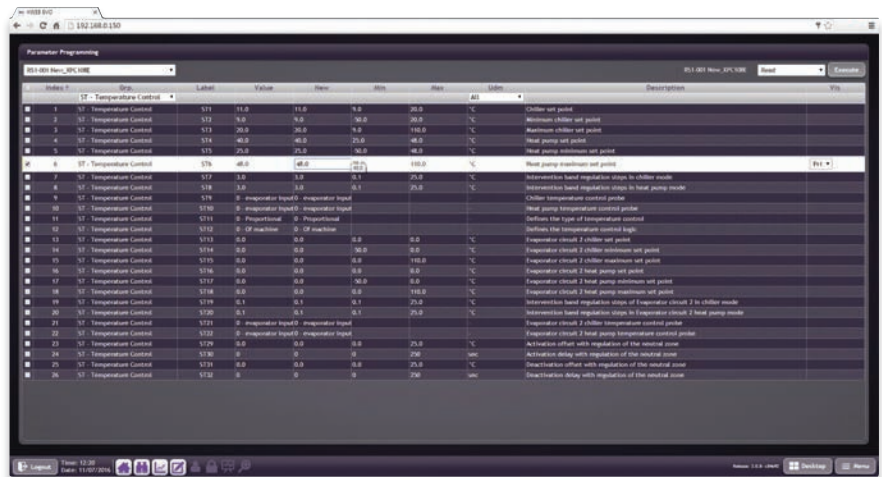 192.168.0.150
Parameter Programming
RS1-001 New_XPC108E RS1-001 New_XPC108E Read Execute
Index Grp. Label Value New Min Max Udm Description Vis
ST - Temperature Control All
1 ST - Temperature Control ST1 11.0 11.0 9.0 20.0 °C Chiller set point
2 ST - Temperature Control ST2 9.0 9.0 -50.0 20.0 °C Minimum chiller set point
3 ST - Temperature Control ST3 20.0 20.0 9.0 110.0 °C Maximum chiller set point
4 ST - Temperature Control ST4 40.0 40.0 25.0 48.0 °C Heat pump set point
5 ST - Temperature Control ST5 25.0 25.0 -50.0 48.0 °C Heat pump minimum set point
6 ST - Temperature Control ST6 48.0 48.0 110.0 °C Heat pump maximum set point
7 ST - Temperature Control ST7 3.0 3.0 0.1 25.0 °C Intervention band regulation steps in chiller mode
8 ST - Temperature Control ST8 3.0 3.0 0.1 25.0 °C Intervention band regulation steps in heat pump mode
9 ST - Temperature Control ST9 0 - evaporator input 0 - evaporator input Chiller temperature control probe
10 ST - Temperature Control ST10 0 - evaporator input 0 - evaporator input Heat pump temperature control probe
11 ST - Temperature Control ST11 0 - Proportional 0 - Proportional Defines the type of temperature control
12 ST - Temperature Control ST12 0 - Of machine 0 - Of machine Defines the temperature control logic
13 ST - Temperature Control ST13 0.0 0.0 0.0 0.0 °C Evaporator circuit 2 chiller set point
14 ST - Temperature Control ST14 0.0 0.0 -50.0 0.0 °C Evaporator circuit 2 chiller minimum set point
15 ST - Temperature Control ST15 0.0 0.0 0.0 110.0 °C Evaporator circuit 2 chiller maximum set point
16 ST - Temperature Control ST16 0.0 0.0 0.0 0.0 °C Evaporator circuit 2 heat pump set point
17 ST - Temperature Control ST17 0.0 0.0 -50.0 0.0 °C Evaporator circuit 2 heat pump minimum set point
18 ST - Temperature Control ST18 0.0 0.0 0.0 110.0 °C Evaporator circuit 2 heat pump maximum set point
19 ST - Temperature Control ST19 0.1 0.1 0.1 25.0 °C Intervention band regulation steps of Evaporator circuit 2 in chiller mode
20 ST - Temperature Control ST20 0.1 0.1 0.1 25.0 °C Intervention band regulation steps in Evaporator circuit 2 heat pump mode
21 ST - Temperature Control ST21 0 - evaporator input 0 - evaporator input Evaporator circuit 2 chiller temperature control probe
22 ST - Temperature Control ST22 0 - evaporator input 0 - evaporator input Evaporator circuit 2 heat pump temperature control probe
23 ST - Temperature Control ST29 0.0 0.0 0.0 25.0 °C Activation offset with regulation of the neutral zone
24 ST - Temperature Control ST30 0 0 0 250 sec Activation delay with regulation of the neutral zone
25 ST - Temperature Control ST31 0.0 0.0 0.0 25.0 °C Deactivation offset with regulation of the neutral zone
26 ST - Temperature Control ST32 0 0 0 250 sec Deactivation delay with regulation of the neutral zone
Logout Time: 12:20 Desktop Menu
Date: 11/07/2016